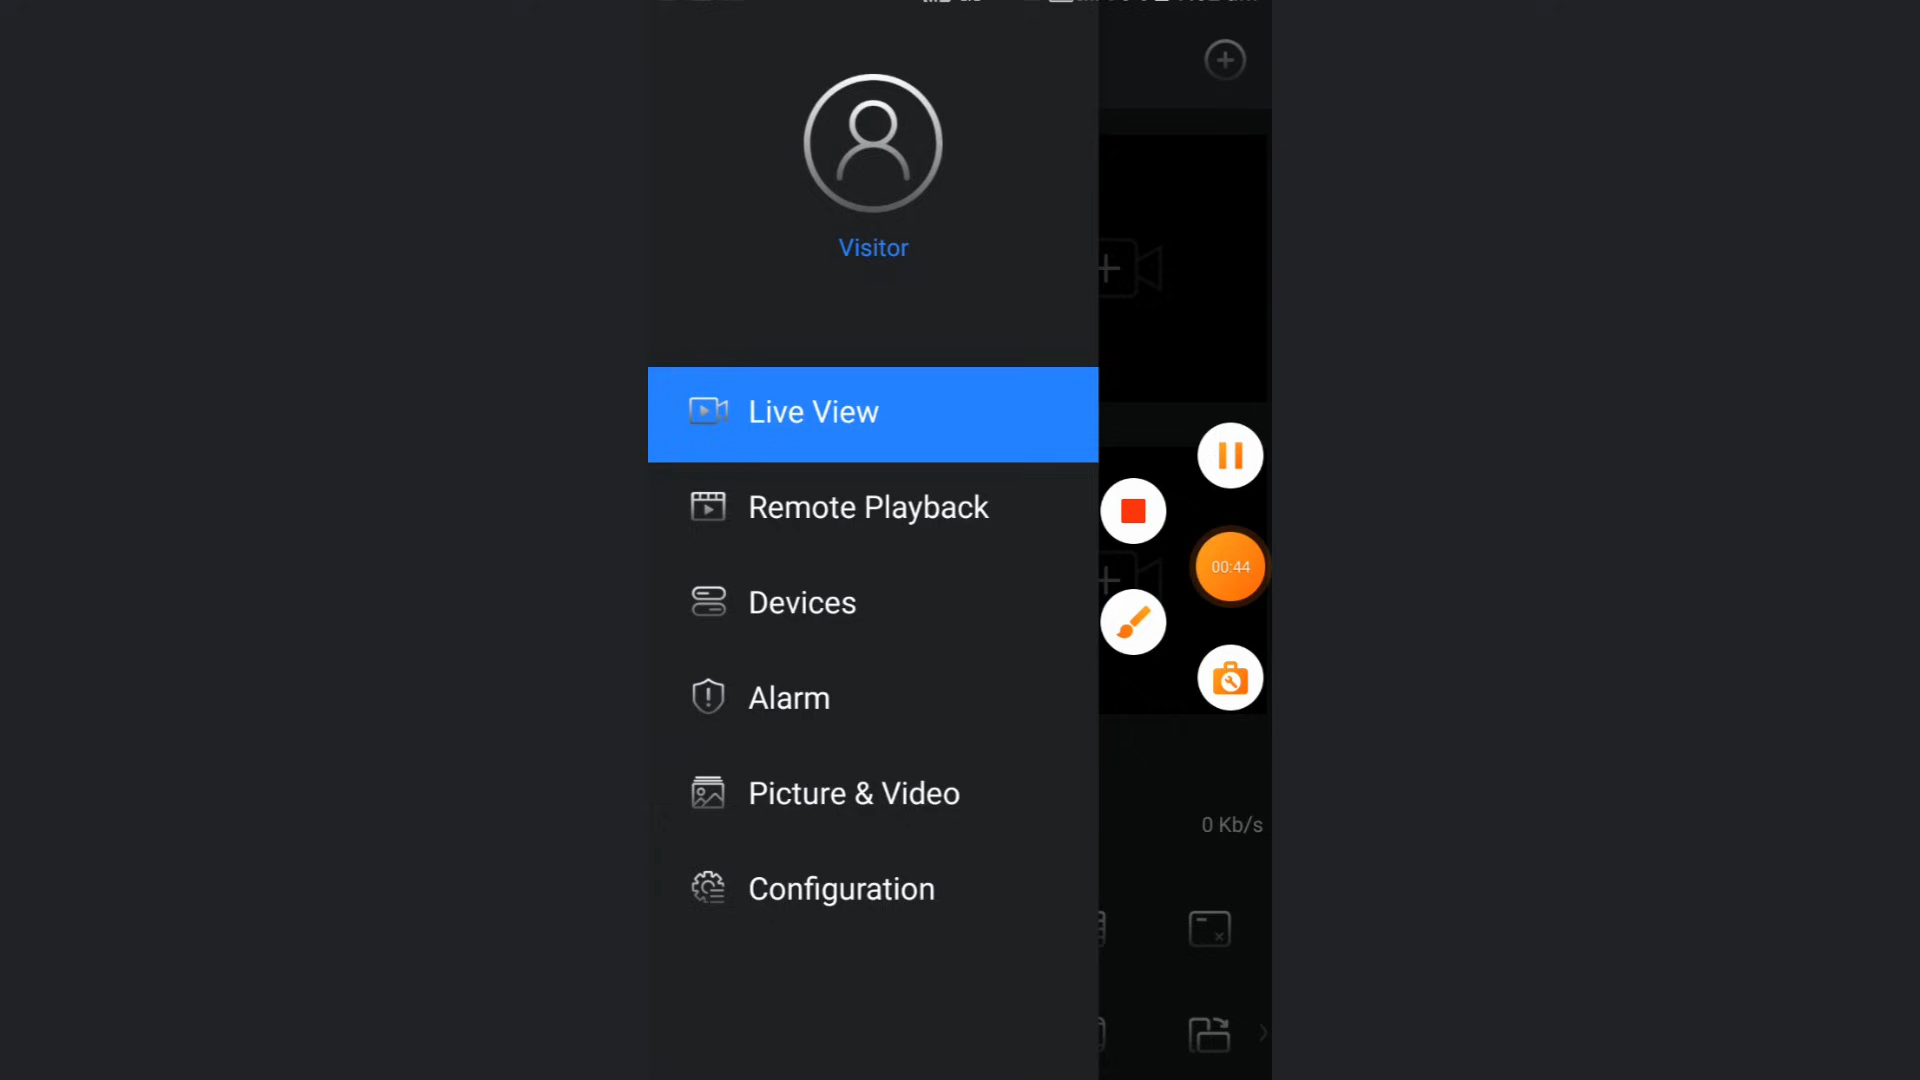 Visitor
Live View
Remote Playback
00:44
Devices
Alarm
Picture & Video
0 Kb/s
Configuration